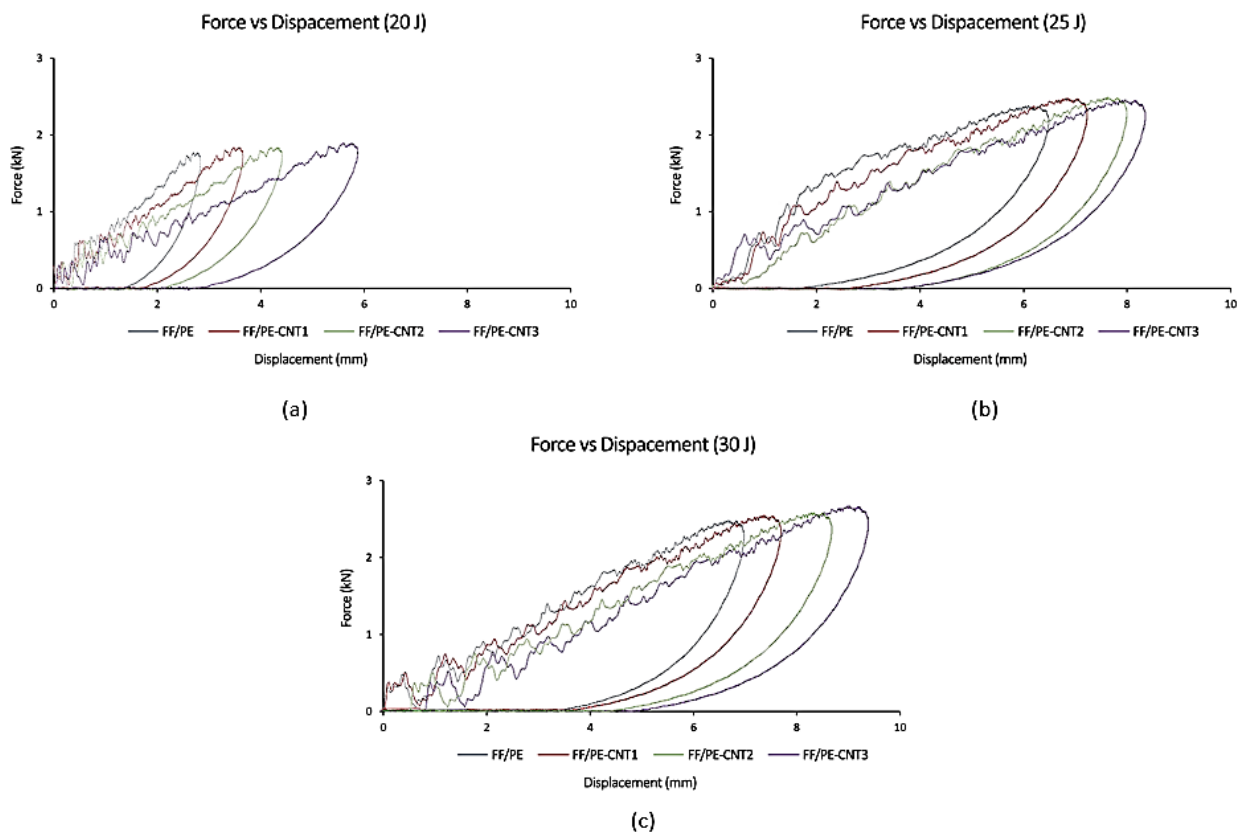 Force vs Dispacement (20 J)
3
2
1
0
Force (kN)
0 2 4 6 8 10
FF/PE FF/PE-CNT1 FF/PE-CNT2 FF/PE-CNT3
Displacement (mm)
(a)
Force vs Dispacement (25 J)
3
2
1
0
Force (kN)
0 2 4 6 8 10
FF/PE FF/PE-CNT1 FF/PE-CNT2 FF/PE-CNT3
Displacement (mm)
(b)
Force vs Dispacement (30 J)
3
2
1
0
Force (kN)
0 2 4 6 8 10
FF/PE FF/PE-CNT1 FF/PE-CNT2 FF/PE-CNT3
Displacement (mm)
(c)